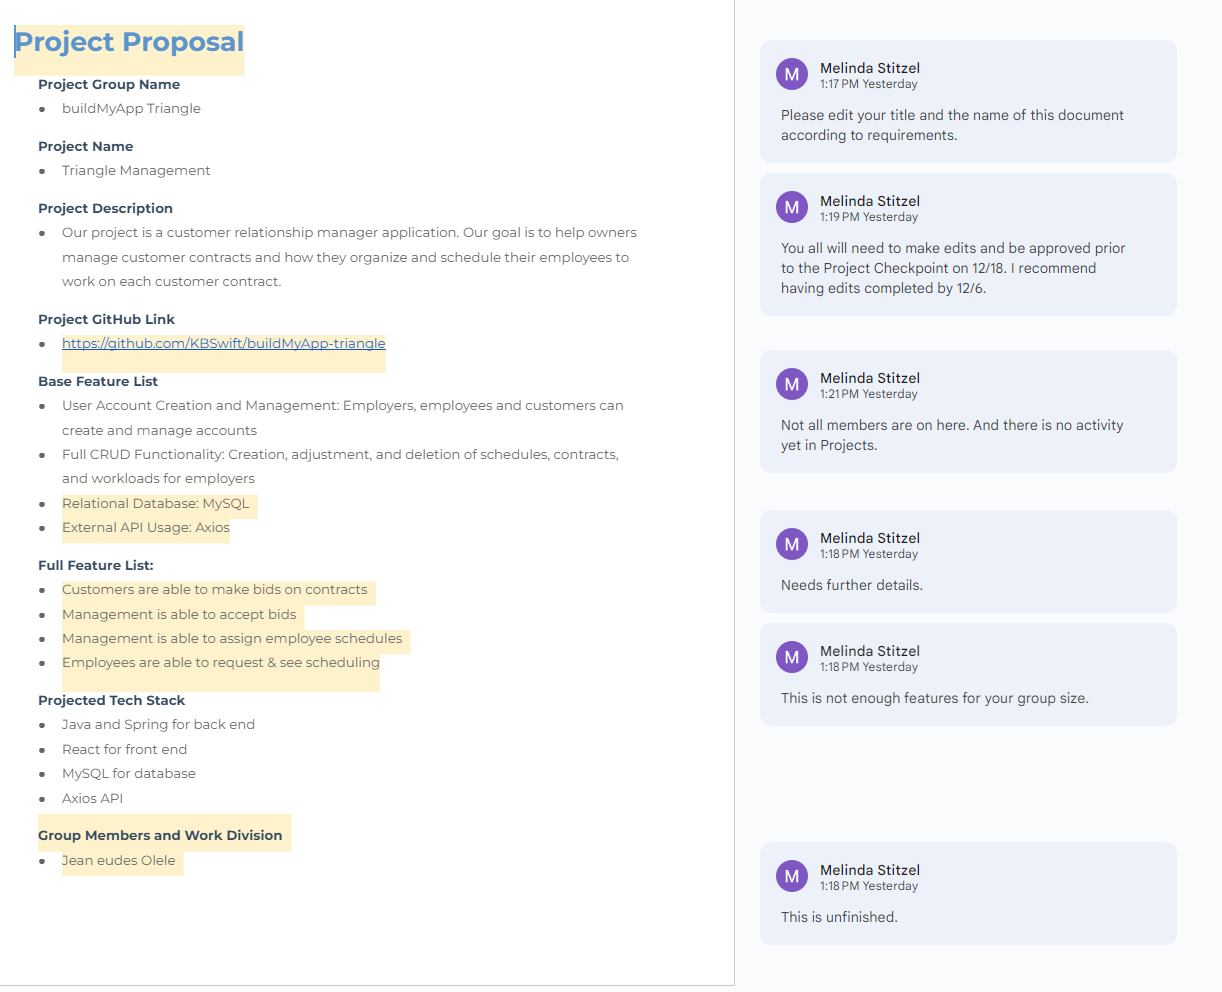 Project Proposal
Project Group Name
● buildMyApp Triangle
Project Name
● Triangle Management
Project Description
● Our project is a customer relationship manager application. Our goal is to help owners
manage customer contracts and how they organize and schedule their employees to
work on each customer contract.
Project GitHub Link
● https://github.com/KBSwift/buildMyApp-triangle
Base Feature List
● User Account Creation and Management: Employers, employees and customers can
create and manage accounts
● Full CRUD Functionality: Creation, adjustment, and deletion of schedules, contracts,
and workloads for employers
● Relational Database: MySQL
● External API Usage: Axios
Full Feature List:
● Customers are able to make bids on contracts
● Management is able to accept bids
● Management is able to assign employee schedules
● Employees are able to request & see scheduling
Projected Tech Stack
● Java and Spring for back end
● React for front end
● MySQL for database
● Axios API
Group Members and Work Division
● Jean eudes Olele
M
Melinda Stitzel
1:17 PM Yesterday
Please edit your title and the name of this document
according to requirements.
M
Melinda Stitzel
1:19 PM Yesterday
You all will need to make edits and be approved prior
to the Project Checkpoint on 12/18. I recommend
having edits completed by 12/6.
M
Melinda Stitzel
1:21 PM Yesterday
Not all members are on here. And there is no activity
yet in Projects.
M
Melinda Stitzel
1:18 PM Yesterday
Needs further details.
M
Melinda Stitzel
1:18 PM Yesterday
This is not enough features for your group size.
M
Melinda Stitzel
1:18 PM Yesterday
This is unfinished.